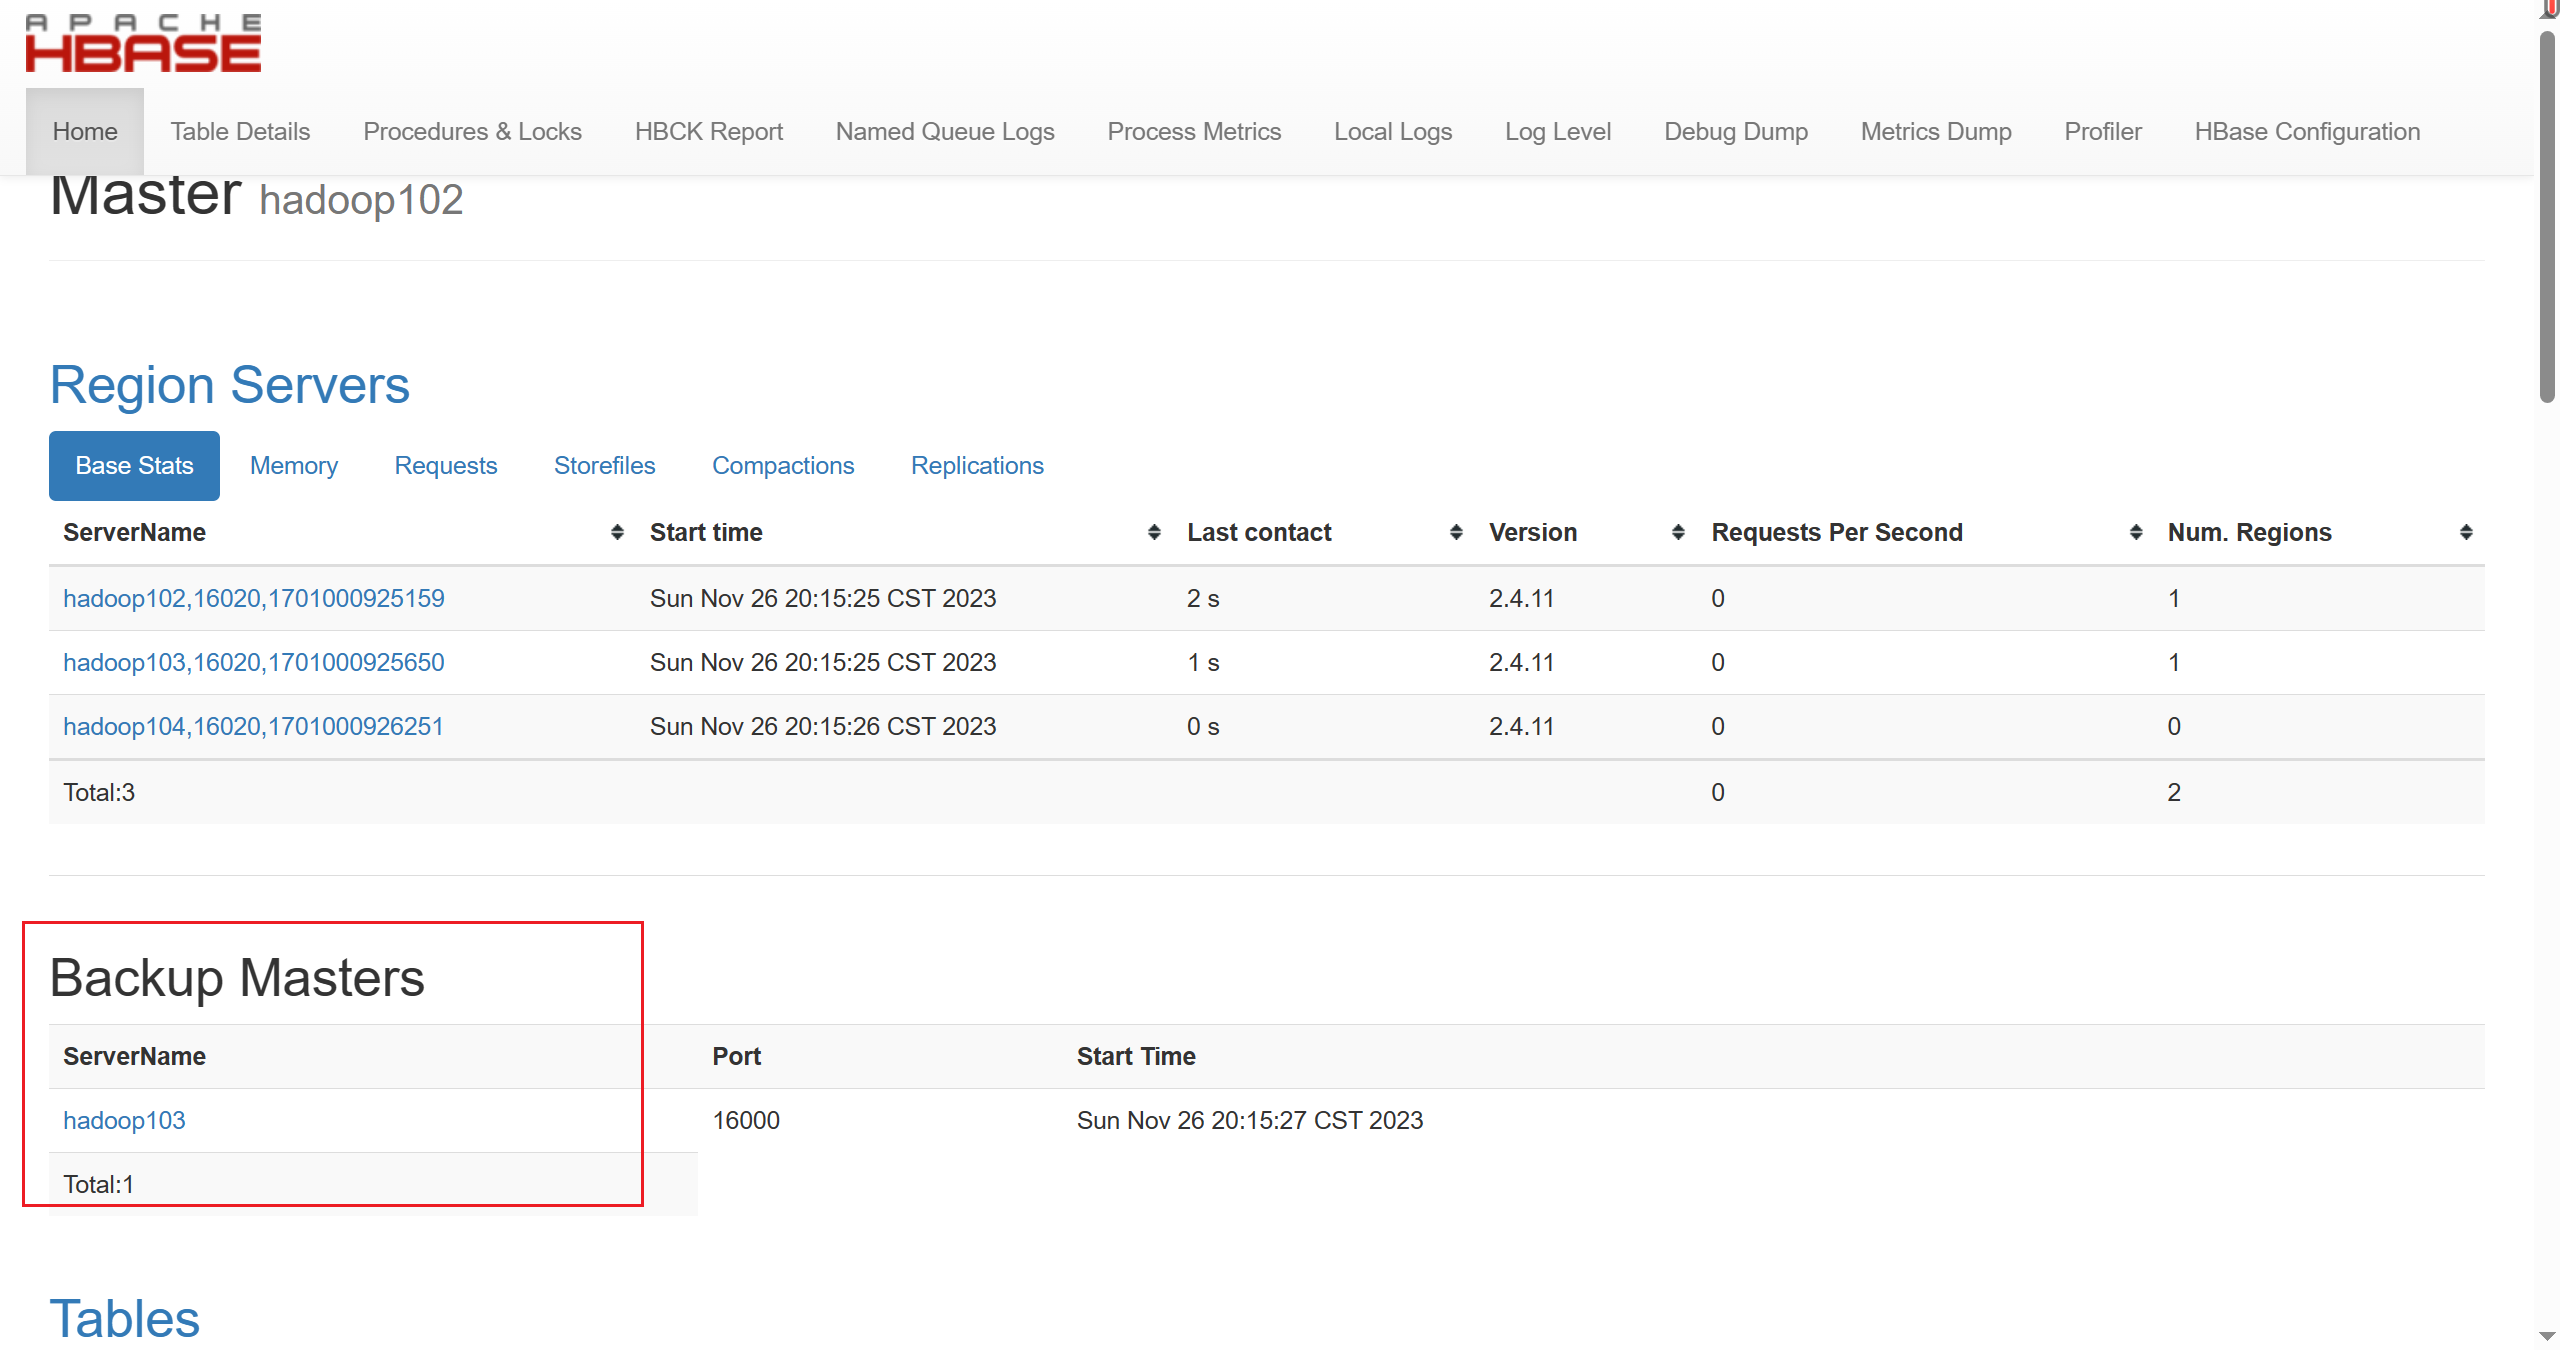 APACHE
HBASE
Home Table Details Procedures & Locks HBCK Report Named Queue Logs Process Metrics Local Logs Log Level Debug Dump Metrics Dump Profiler HBase Configuration
Master hadoop102
Region Servers
Base Stats Memory Requests Storefiles Compactions Replications
ServerName Start time Last contact Version Requests Per Second Num. Regions
hadoop102,16020,1701000925159 Sun Nov 26 20:15:25 CST 2023 2 s 2.4.11 0 1
hadoop103,16020,1701000925650 Sun Nov 26 20:15:25 CST 2023 1 s 2.4.11 0 1
hadoop104,16020,1701000926251 Sun Nov 26 20:15:26 CST 2023 0 s 2.4.11 0 0
Total:3 0 2
Backup Masters
ServerName Port Start Time
hadoop103 16000 Sun Nov 26 20:15:27 CST 2023
Total:1
Tables